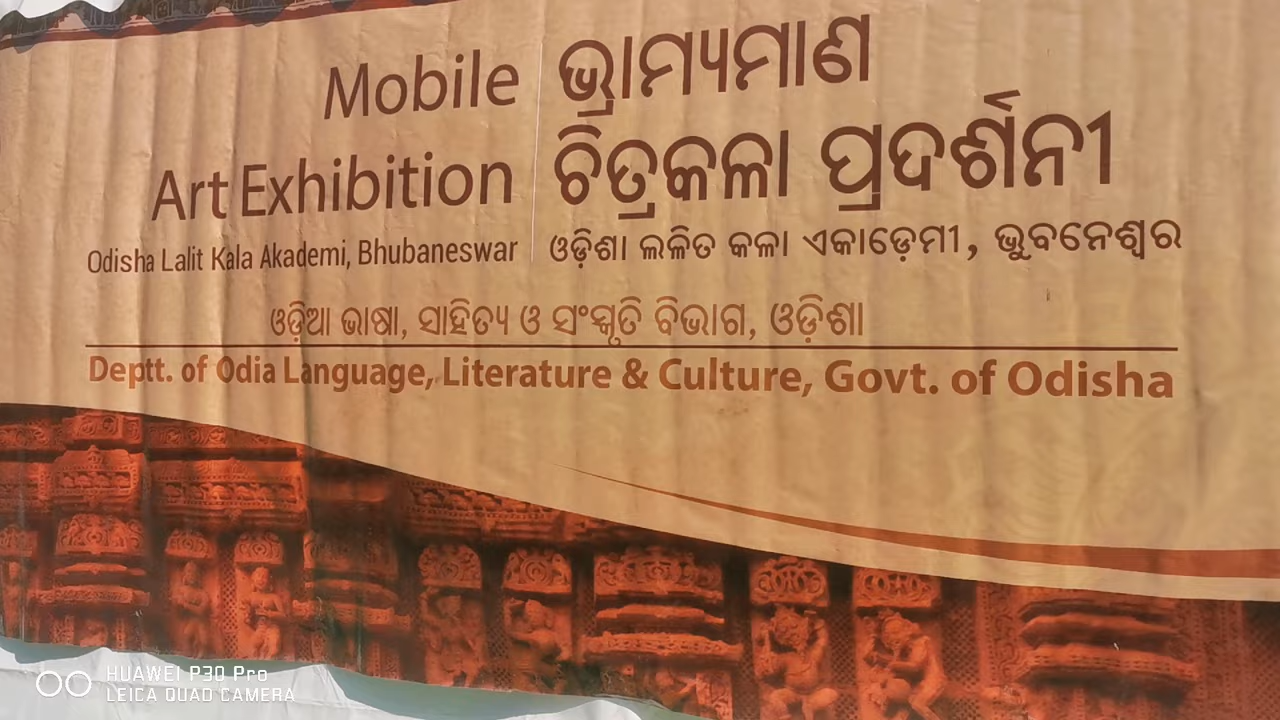 Mobile
Art Exhibition
Odisha Lalit Kala Akademi, Bhubaneswar
ଭ୍ରାମ୍ୟମାଣ
ଚିତ୍ରକଳା ପ୍ରଦର୍ଶନୀ
ଓଡ଼ିଶା ଲଳିତ କଳା ଏକାଡ଼େମୀ, ଭୁବନେଶ୍ୱର
ଓଡ଼ିଆ ଭାଷା, ସାହିତ୍ୟ ଓ ସଂସ୍କୃତି ବିଭାଗ, ଓଡ଼ିଶା
Deptt. of Odia Language, Literature & Culture, Govt. of Odisha
HUAWEI P30 Pro
LEICA QUAD CAMERA